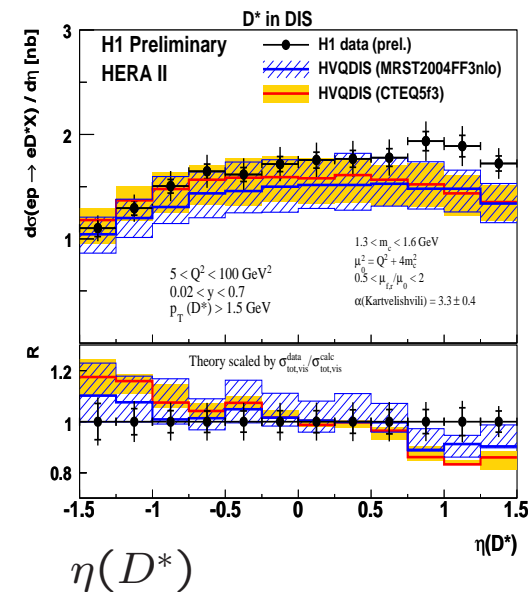 D* in DIS
dσ(ep → eD*X) / dη [nb]
H1 Preliminary
HERA II
H1 data (prel.)
HVQDIS (MRST2004FF3nlo)
HVQDIS (CTEQ5f3)
3
2
1
5 < Q² < 100 GeV²
0.02 < y < 0.7
p_T (D*) > 1.5 GeV
1.3 < m_c < 1.6 GeV
μ₀² = Q² + 4m_c²
0.5 < μ_f,r/μ₀ < 2
α(Kartvelishvili) = 3.3 ± 0.4
R
Theory scaled by σ^data_tot,vis/σ^calc_tot,vis
1.2
1
0.8
-1.5 -1 -0.5 0 0.5 1 1.5
η(D*)
η(D*)